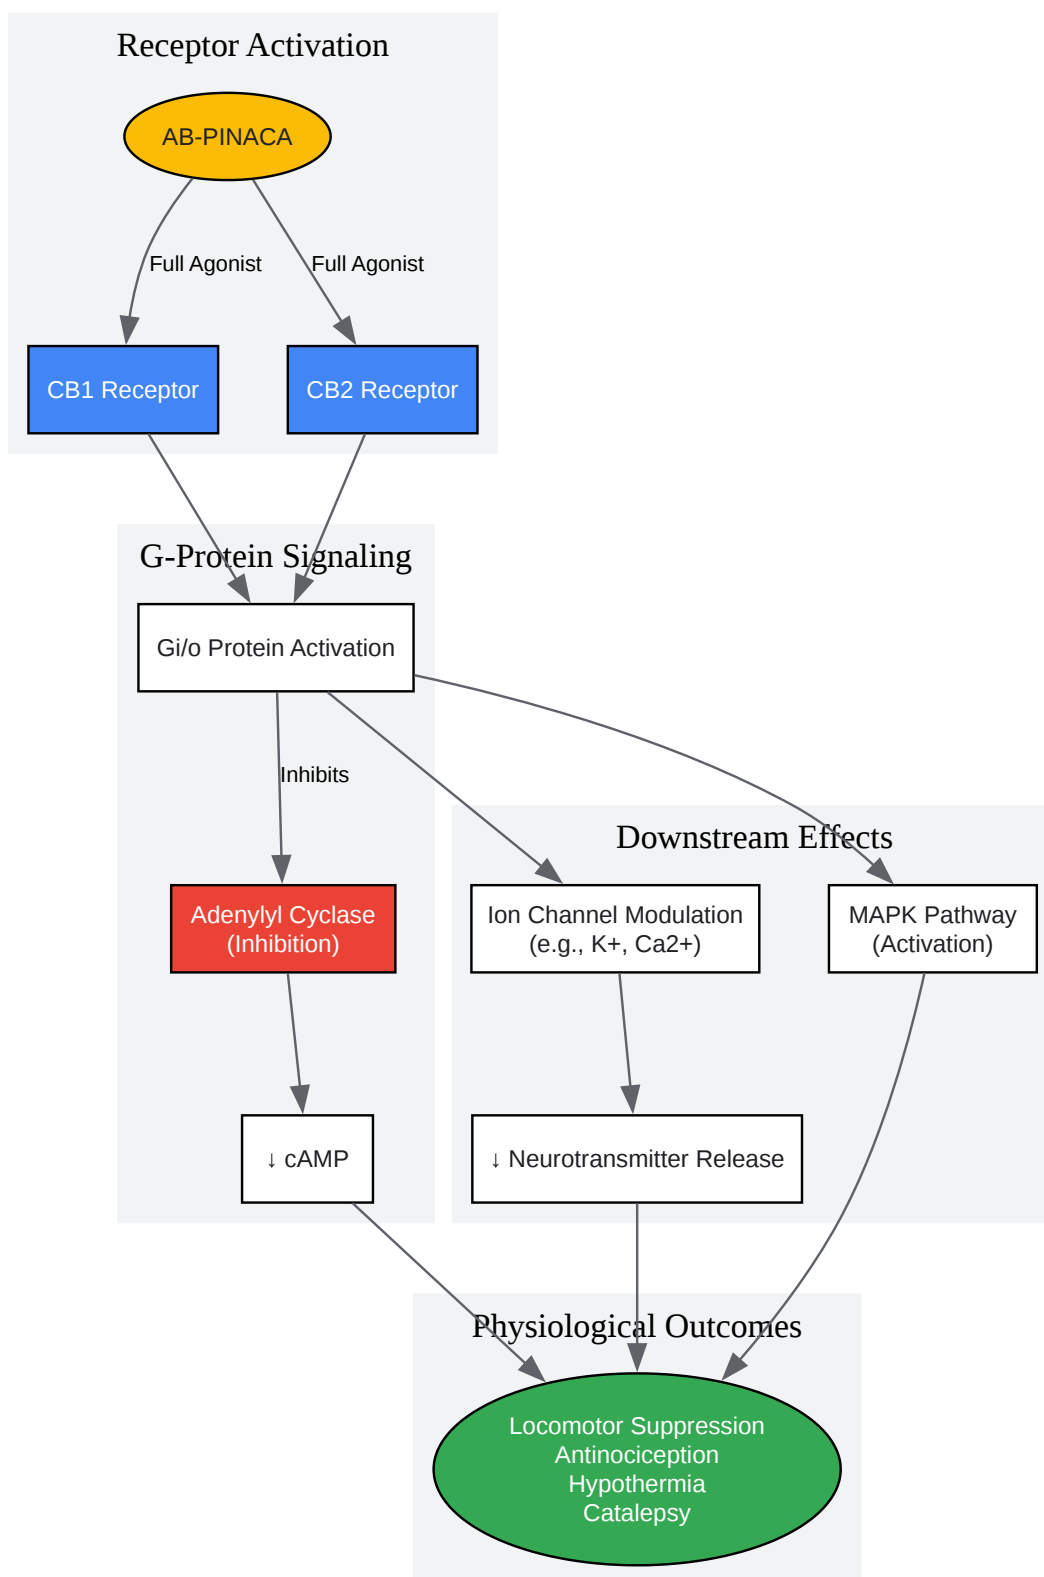 Receptor Activation
AB-PINACA
Full Agonist
Full Agonist
CB1 Receptor
CB2 Receptor
G-Protein Signaling
Gi/o Protein Activation
Inhibits
Downstream Effects
Adenylyl Cyclase
(Inhibition)
Ion Channel Modulation
(e.g., K+, Ca2+)
MAPK Pathway
(Activation)
↓ cAMP
↓ Neurotransmitter Release
Physiological Outcomes
Locomotor Suppression
Antinociception
Hypothermia
Catalepsy